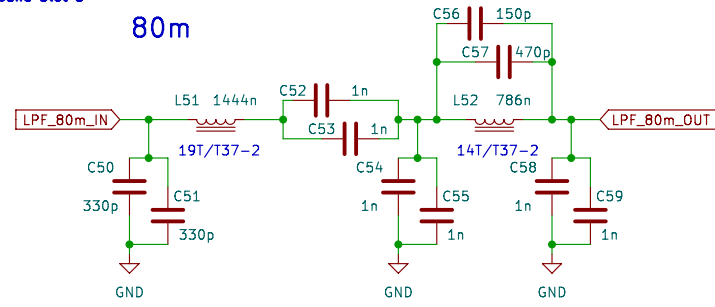 80m
C56 150p
C57 470p
L51 1444n
C52 1n
L52 786n
LPF_80m_IN
C53 1n
LPF_80m_OUT
19T/T37-2
14T/T37-2
C50
C51
330p
330p
C54
C55
1n
1n
C58
C59
1n
1n
GND
GND
GND